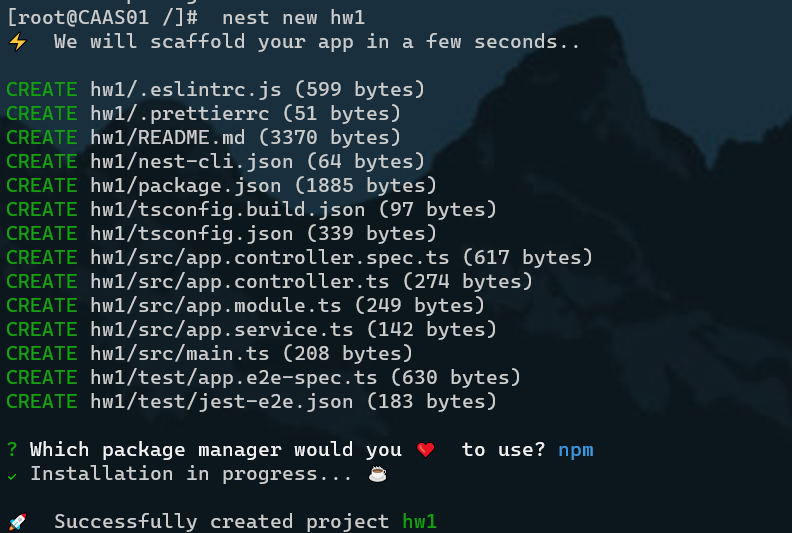 [root@CAAS01 /]#  nest new hw1
⚡  We will scaffold your app in a few seconds..
CREATE hw1/.eslintrc.js (599 bytes)
CREATE hw1/.prettierrc (51 bytes)
CREATE hw1/README.md (3370 bytes)
CREATE hw1/nest-cli.json (64 bytes)
CREATE hw1/package.json (1885 bytes)
CREATE hw1/tsconfig.build.json (97 bytes)
CREATE hw1/tsconfig.json (339 bytes)
CREATE hw1/src/app.controller.spec.ts (617 bytes)
CREATE hw1/src/app.controller.ts (274 bytes)
CREATE hw1/src/app.module.ts (249 bytes)
CREATE hw1/src/app.service.ts (142 bytes)
CREATE hw1/src/main.ts (208 bytes)
CREATE hw1/test/app.e2e-spec.ts (630 bytes)
CREATE hw1/test/jest-e2e.json (183 bytes)
? Which package manager would you ❤️  to use? npm
✓ Installation in progress... ☕
🚀  Successfully created project hw1